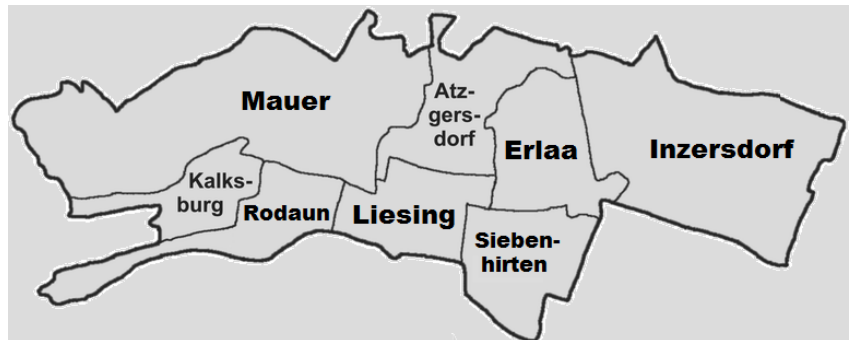 Mauer
Atz-
gers-
dorf
Erlaa
Inzersdorf
Kalks-
burg
Rodaun
Liesing
Sieben-
hirten